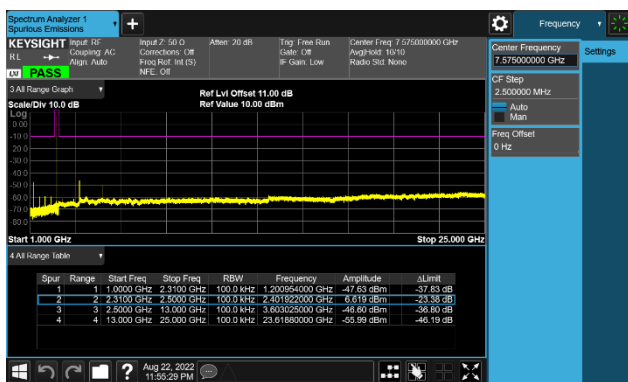 Spectrum Analyzer 1
Spurious Emissions
Frequency
KEYSIGHT Input: RF
Input Z: 50 Ω
Atten: 20 dB
Trig: Free Run
Center Freq: 7.575000000 GHz
RL
Coupling: AC
Corrections: Off
Gate: Off
Avg|Hold: 10/10
Align: Auto
Freq Ref: Int (S)
IF Gain: Low
Radio Std: None
NFE: Off
LXI PASS
Center Frequency
7.575000000 GHz
Settings
CF Step
2.500000 MHz
Auto
Man
Freq Offset
0 Hz
3 All Range Graph
Ref Lvl Offset 11.00 dB
Scale/Div 10.0 dB
Ref Value 10.00 dBm
Log
0.00
-10.0
-20.0
-30.0
-40.0
-50.0
-60.0
-70.0
-80.0
Start 1.000 GHz
Stop 25.000 GHz
4 All Range Table
Spur Range Start Freq Stop Freq RBW Frequency Amplitude ΔLimit
1 1 1.0000 GHz 2.3100 GHz 100.0 kHz 1.200954000 GHz -47.63 dBm -37.83 dB
2 2 2.3100 GHz 2.5000 GHz 100.0 kHz 2.401922000 GHz 6.619 dBm -23.38 dB
3 3 2.5000 GHz 13.000 GHz 100.0 kHz 3.603025000 GHz -46.60 dBm -36.80 dB
4 4 13.000 GHz 25.000 GHz 100.0 kHz 23.61880000 GHz -55.99 dBm -46.19 dB
?
Aug 22, 2022
11:55:29 PM